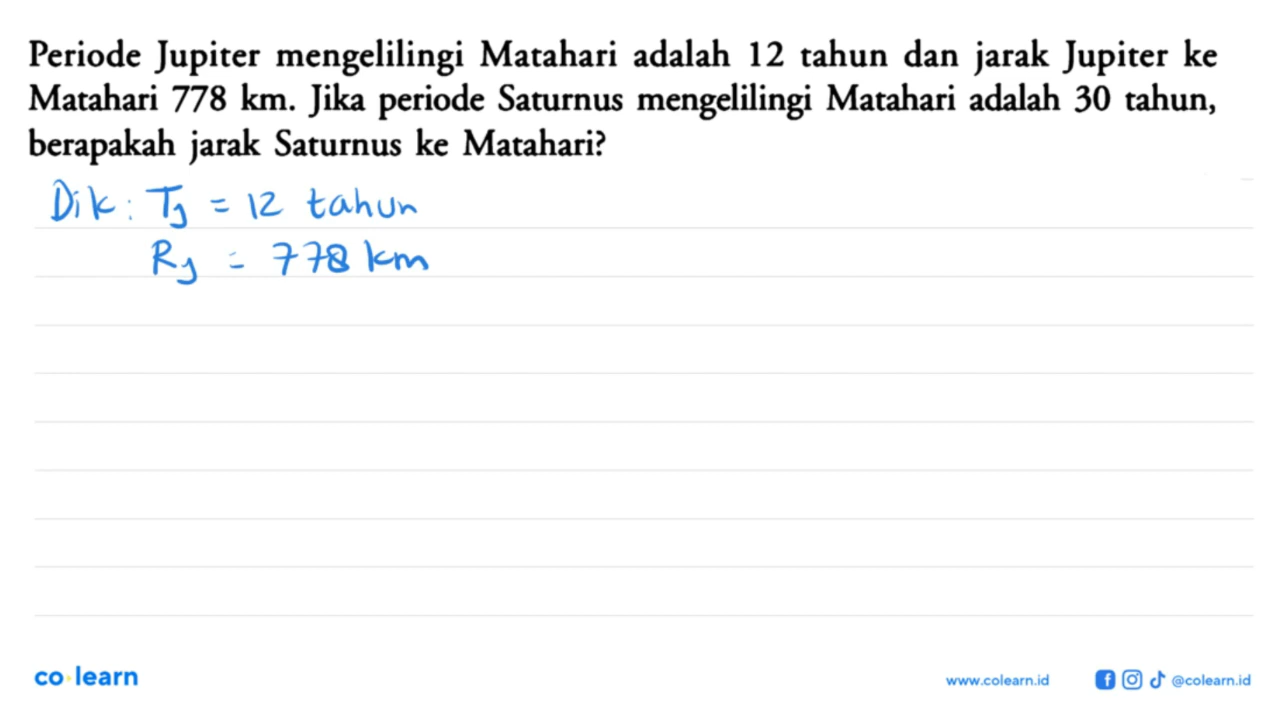 Periode Jupiter mengelilingi Matahari adalah 12 tahun dan jarak Jupiter ke
Matahari 778 km. Jika periode Saturnus mengelilingi Matahari adalah 30 tahun,
berapakah jarak Saturnus ke Matahari?
Dik: Tj = 12 tahun
Rj = 778 km
co learn
www.colearn.id @colearn.id